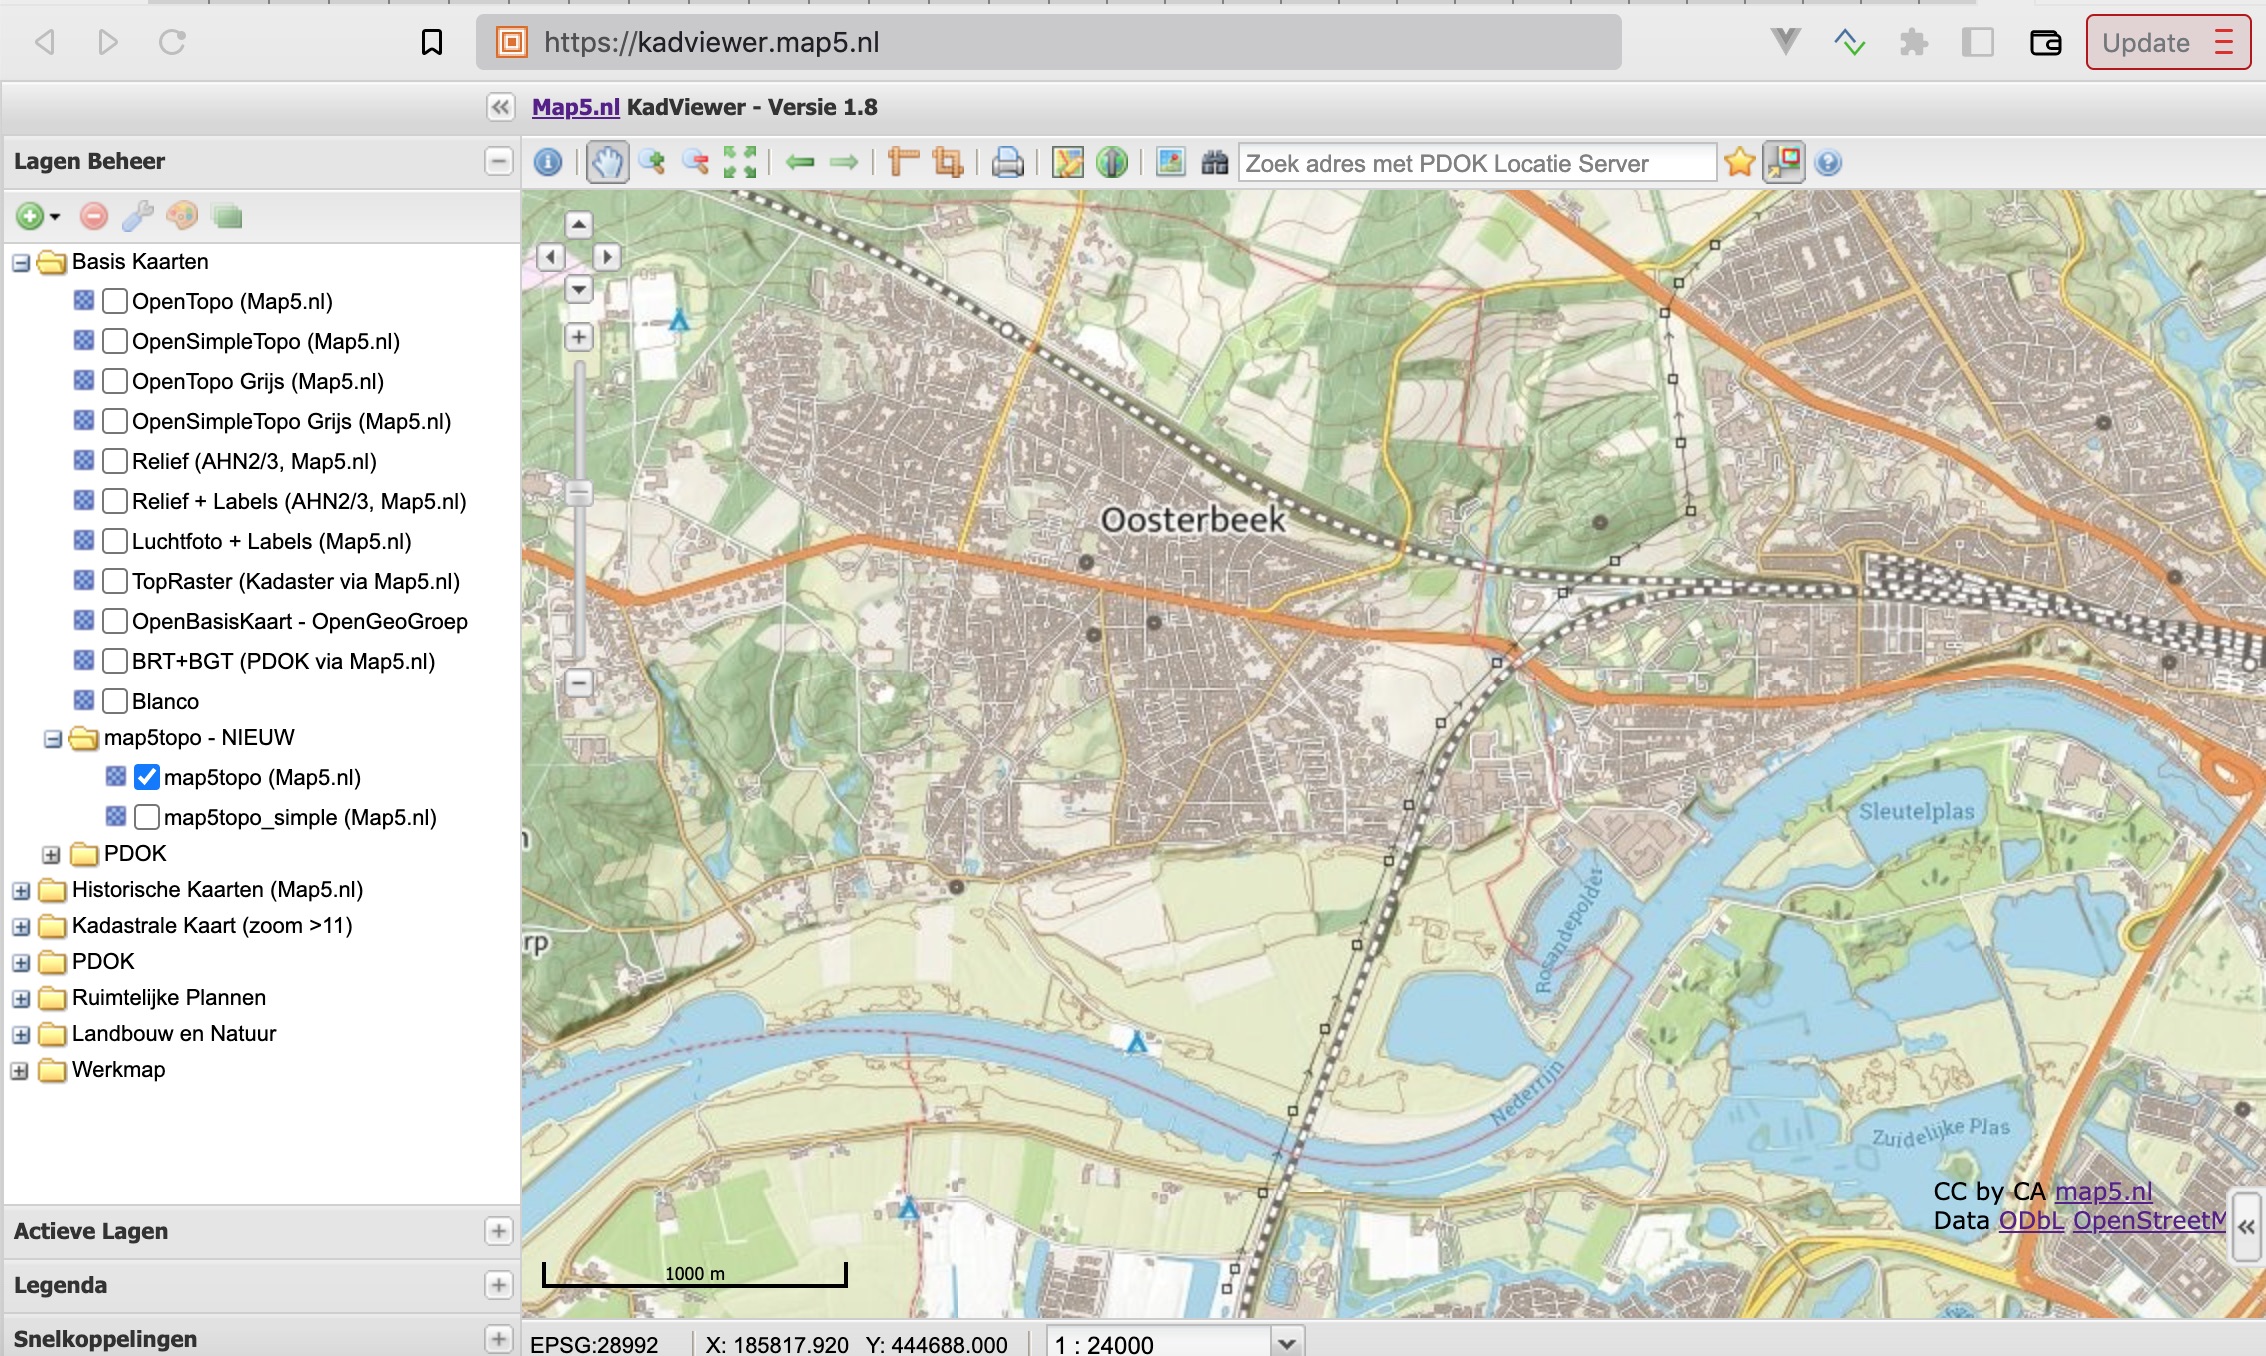 https://kadviewer.map5.nl
Update
Map5.nl KadViewer - Versie 1.8
Lagen Beheer
Zoek adres met PDOK Locatie Server
Basis Kaarten
OpenTopo (Map5.nl)
OpenSimpleTopo (Map5.nl)
OpenTopo Grijs (Map5.nl)
OpenSimpleTopo Grijs (Map5.nl)
Relief (AHN2/3, Map5.nl)
Relief + Labels (AHN2/3, Map5.nl)
Luchtfoto + Labels (Map5.nl)
TopRaster (Kadaster via Map5.nl)
OpenBasisKaart - OpenGeoGroep
BRT+BGT (PDOK via Map5.nl)
Blanco
map5topo - NIEUW
map5topo (Map5.nl)
map5topo_simple (Map5.nl)
PDOK
Historische Kaarten (Map5.nl)
Kadastrale Kaart (zoom >11)
PDOK
Ruimtelijke Plannen
Landbouw en Natuur
Werkmap
Actieve Lagen
Legenda
Snelkoppelingen
Oosterbeek
Sleutelplas
Rosandepolder
rp
Nederrijn
Zuidelijke Plas
CC by CA map5.nl
Data ODbL OpenStreetM
1000 m
EPSG:28992
X: 185817.920 Y: 444688.000
1 : 24000